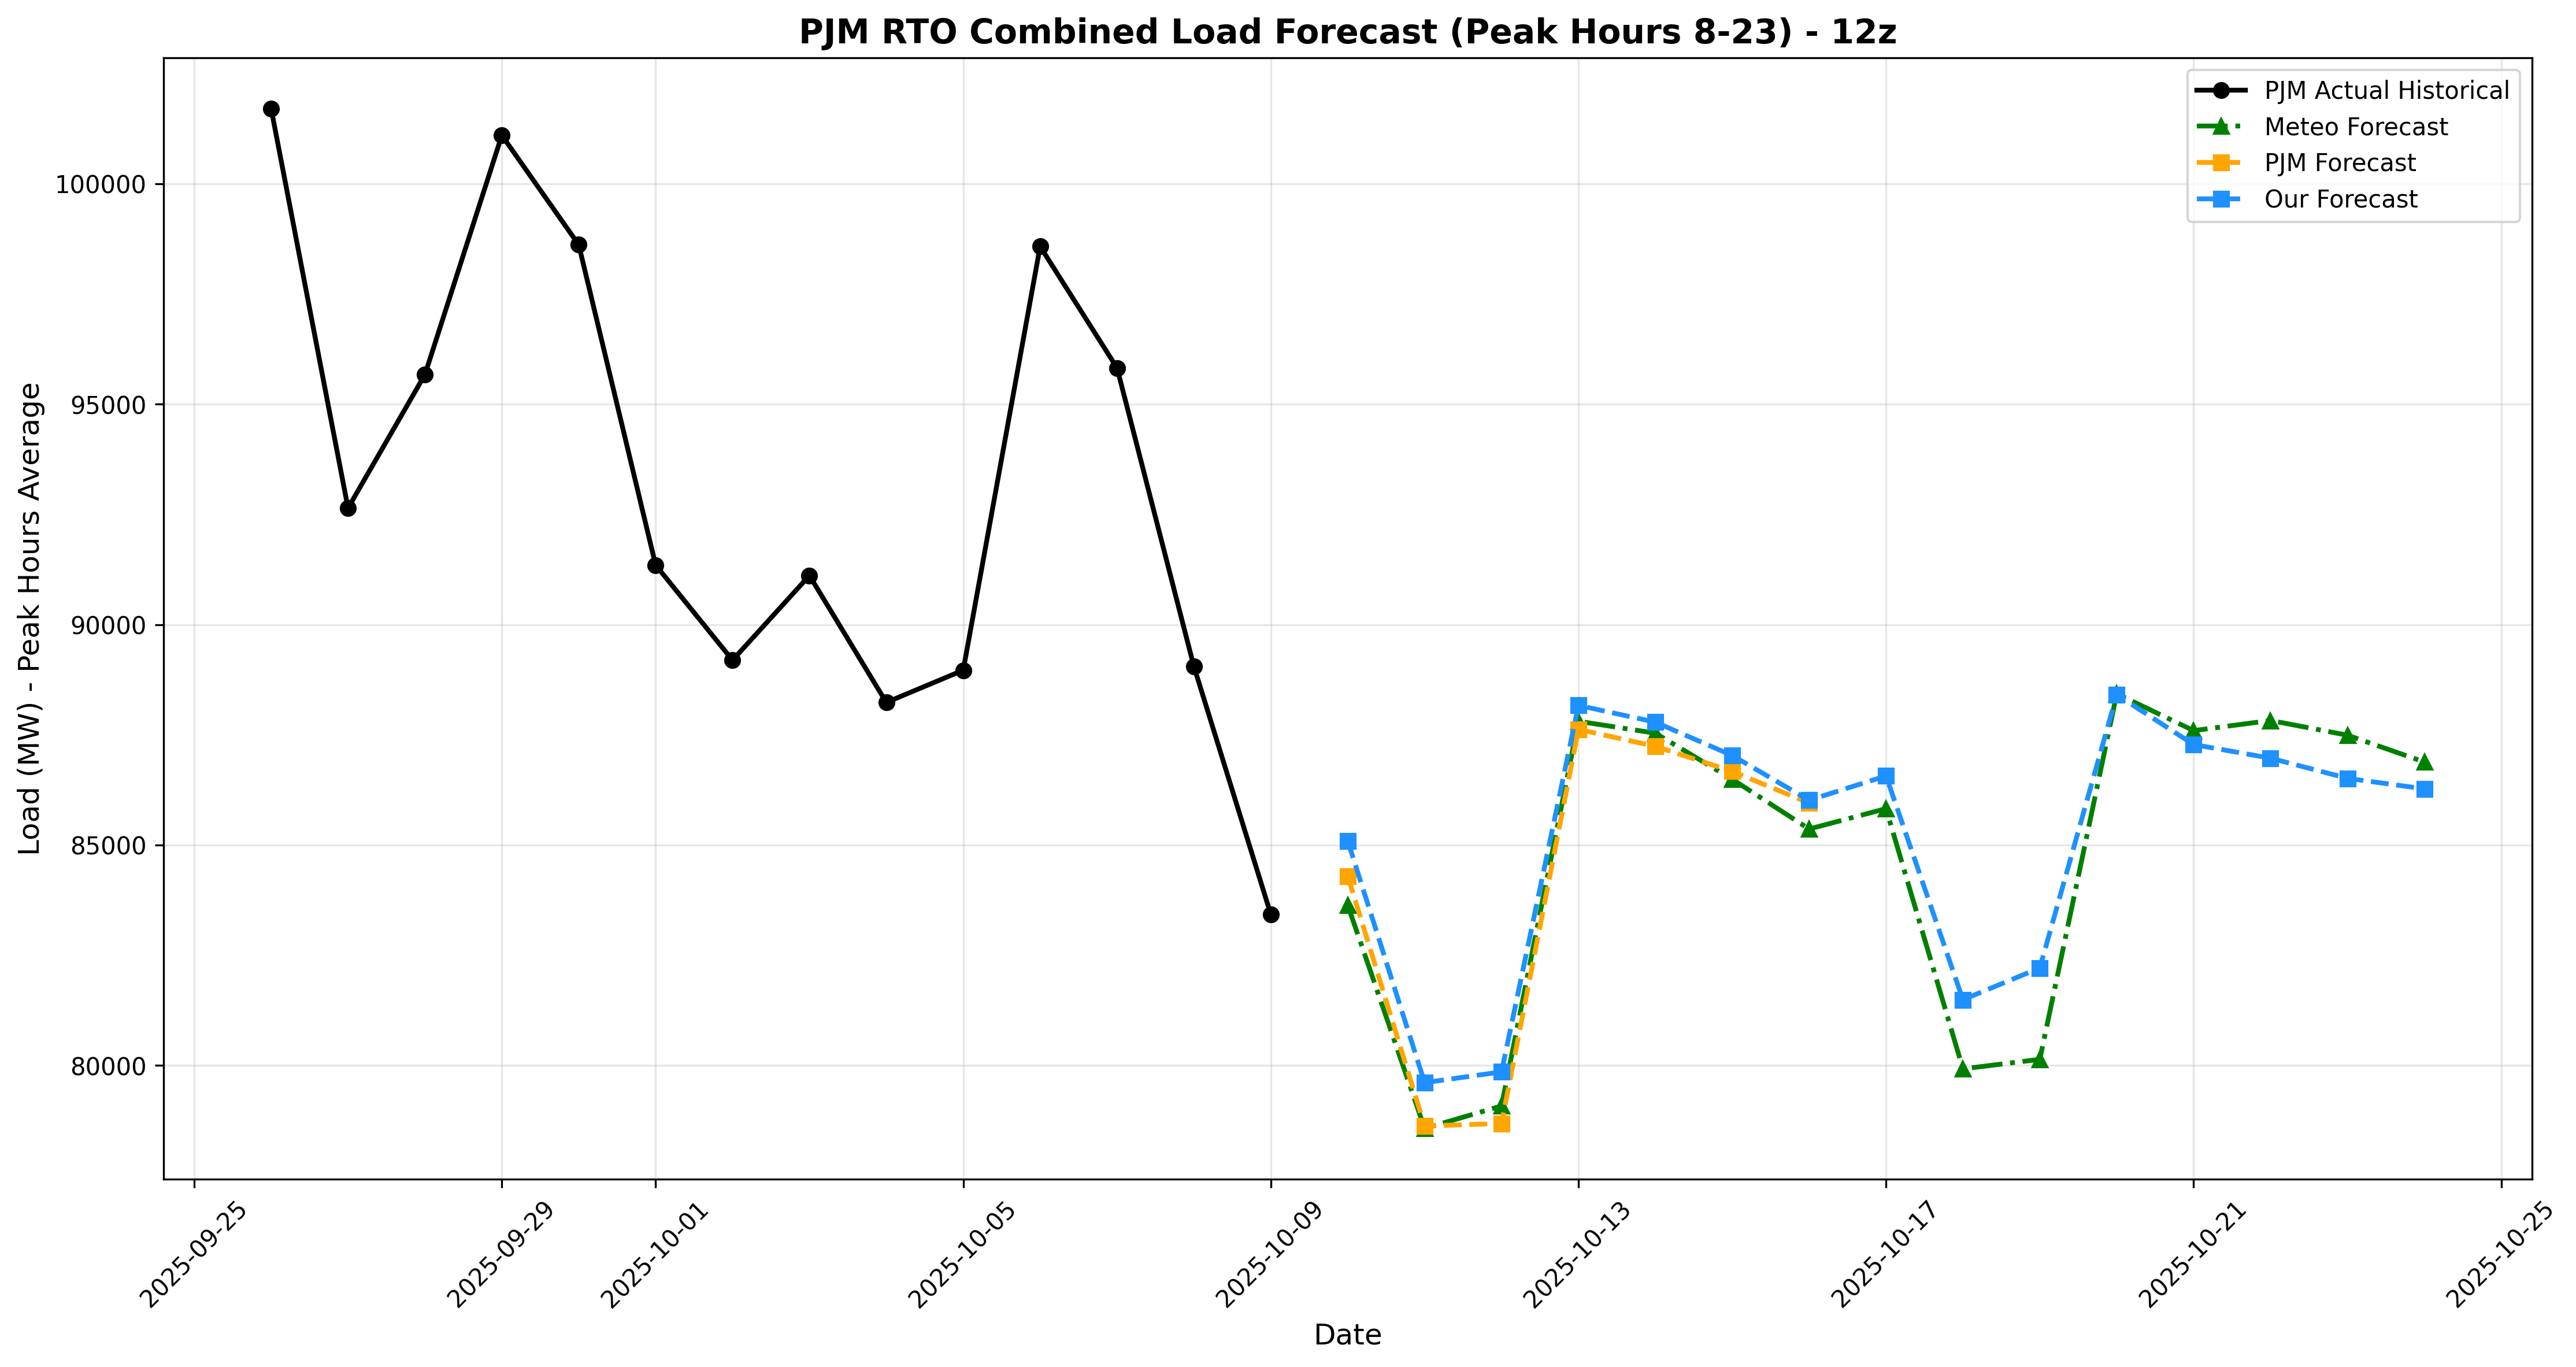 PJM RTO Combined Load Forecast (Peak Hours 8-23) - 12z
PJM Actual Historical
Meteo Forecast
PJM Forecast
Our Forecast
Load (MW) - Peak Hours Average
100000
95000
90000
85000
80000
2025-09-25
2025-09-29
2025-10-01
2025-10-05
2025-10-09
2025-10-13
2025-10-17
2025-10-21
2025-10-25
Date